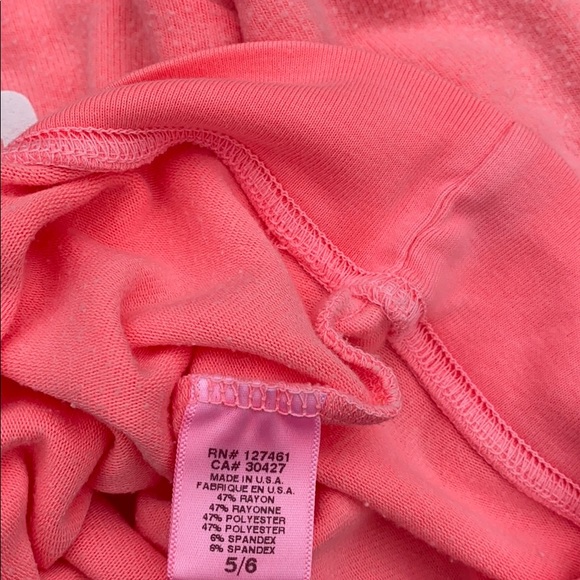 RN# 127461
CA# 30427
MADE IN U.S.A.
FABRIQUE EN U.S.A.
47% RAYON
47% RAYONNE
47% POLYESTER
47% POLYESTER
6% SPANDEX
6% SPANDEX
5/6